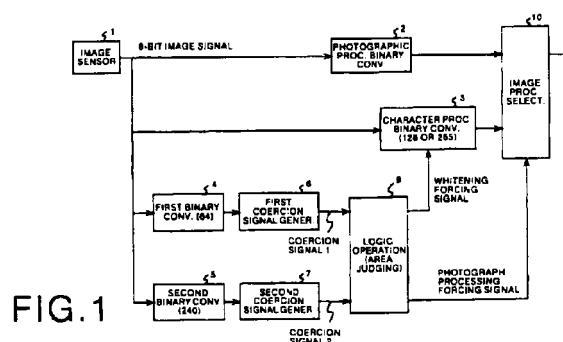 1
IMAGE
SENSOR
8-BIT IMAGE SIGNAL
2
PHOTOGRAPHIC
PROC. BINARY
CONV
10
IMAGE
PROC
SELECT.
3
CHARACTER PROC
BINARY CONV.
(128 OR 255)
WHITENING
FORCING
SIGNAL
4
FIRST BINARY
CONV. (64)
6
FIRST
COERCION
SIGNAL GENER
COERCION
SIGNAL 1
LOGIC
OPERATION
(AREA
JUDGING)
5
SECOND
BINARY CONV
(240)
7
SECOND
COERCION
SIGNAL GENER
COERCION
SIGNAL 2
PHOTOGRAPH
PROCESSING
FORCING SIGNAL
FIG.1